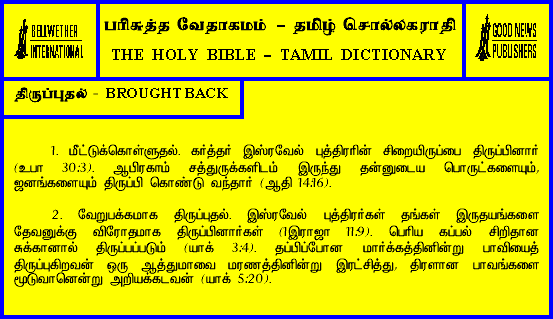 BELLWETHER
INTERNATIONAL
பரிசுத்த வேதாகமம் – தமிழ் சொல்லகராதி
THE HOLY BIBLE – TAMIL DICTIONARY
GOOD NEWS
PUBLISHERS
திருப்புதல் - BROUGHT BACK
1. மீட்டுக்கொள்ளுதல். கர்த்தர் இஸ்ரவேல் புத்திரரின் சிறையிருப்பை திருப்பினார்
(உபா 30:3). ஆபிரகாம் சத்துருக்களிடம் இருந்து தன்னுடைய பொருட்களையும்,
ஜனங்களையும் திருப்பி கொண்டு வந்தார் (ஆதி 14:16).
2. வேறுபக்கமாக திருப்புதல். இஸ்ரவேல் புத்திரர்கள் தங்கள் இருதயங்களை
தேவனுக்கு விரோதமாக திருப்பினார்கள் (1இராஜா 11:9). பெரிய கப்பல் சிறிதான
சுக்கானால் திருப்பப்படும் (யாக் 3:4). தப்பிப்போன மார்க்கத்தினின்று பாவியைத்
திருப்புகிறவன் ஒரு ஆத்துமாவை மரணத்தினின்று இரட்சித்து, திரளான பாவங்களை
மூடுவானென்று அறியக்கடவன் (யாக் 5:20).